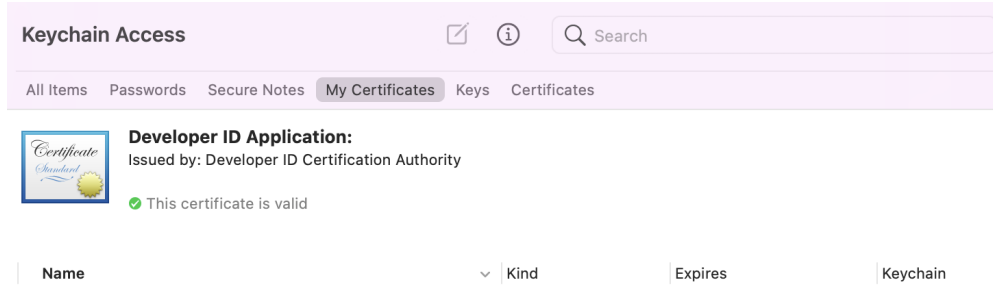 Keychain Access
Search
All Items Passwords Secure Notes My Certificates Keys Certificates
Certificate
Standard
Developer ID Application:
Issued by: Developer ID Certification Authority
This certificate is valid
Name Kind Expires Keychain